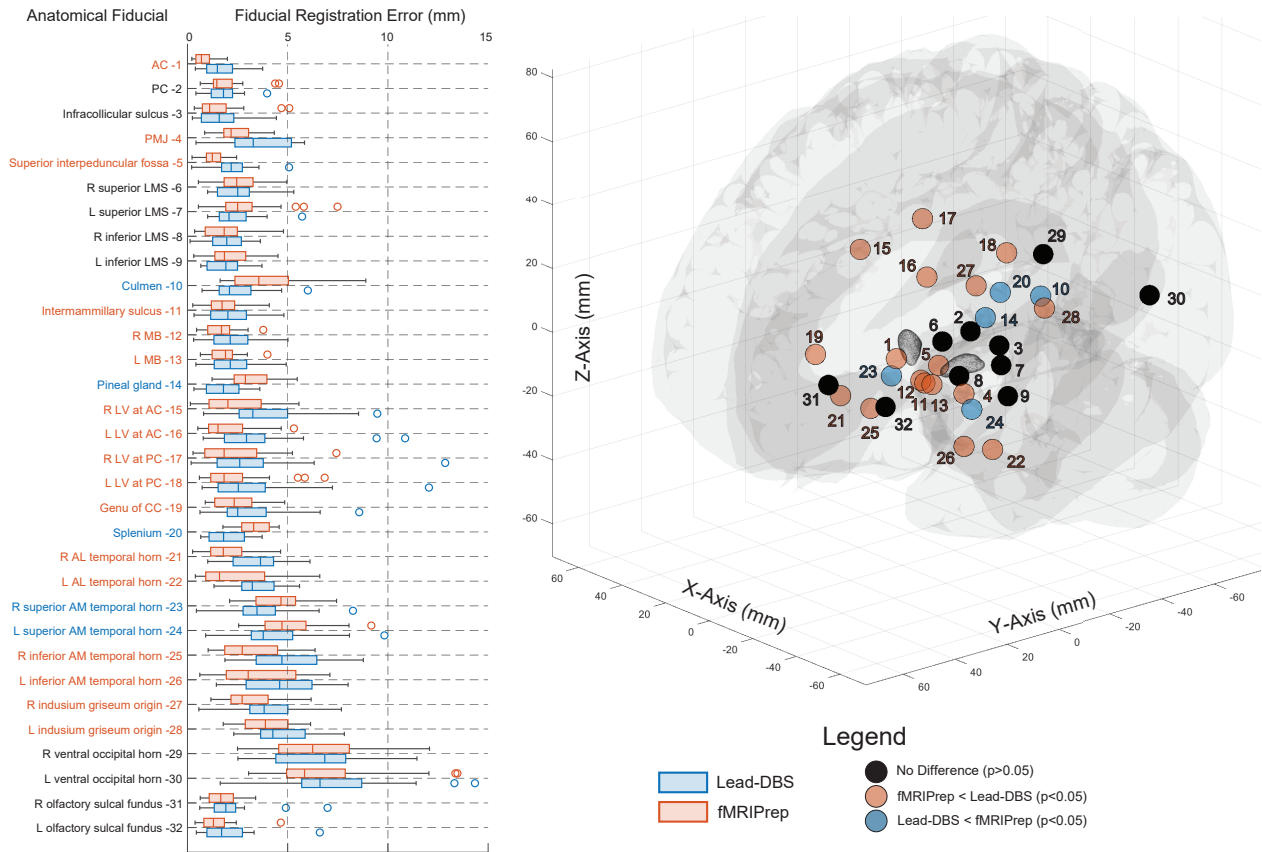 Anatomical Fiducial
Fiducial Registration Error (mm)
0 5 10 15
AC -1
PC -2
Infracollicular sulcus -3
PMJ -4
Superior interpeduncular fossa -5
R superior LMS -6
L superior LMS -7
R inferior LMS -8
L inferior LMS -9
Culmen -10
Intermammillary sulcus -11
R MB -12
L MB -13
Pineal gland -14
R LV at AC -15
L LV at AC -16
R LV at PC -17
L LV at PC -18
Genu of CC -19
Splenium -20
R AL temporal horn -21
L AL temporal horn -22
R superior AM temporal horn -23
L superior AM temporal horn -24
R inferior AM temporal horn -25
L inferior AM temporal horn -26
R indusium griseum origin -27
L indusium griseum origin -28
R ventral occipital horn -29
L ventral occipital horn -30
R olfactory sulcal fundus -31
L olfactory sulcal fundus -32
Z-Axis (mm)
80
60
40
20
0
-20
-40
-60
17
15
18
29
16
27
20
10
30
28
2
14
6
3
19
1
5
7
23
8
12
11
13
4
9
31
21
25
32
24
26
22
X-Axis (mm)
60
40
20
0
-20
-40
-60
Y-Axis (mm)
60
40
20
0
-20
-40
-60
Legend
Lead-DBS
fMRIPrep
No Difference (p>0.05)
fMRIPrep < Lead-DBS (p<0.05)
Lead-DBS < fMRIPrep (p<0.05)